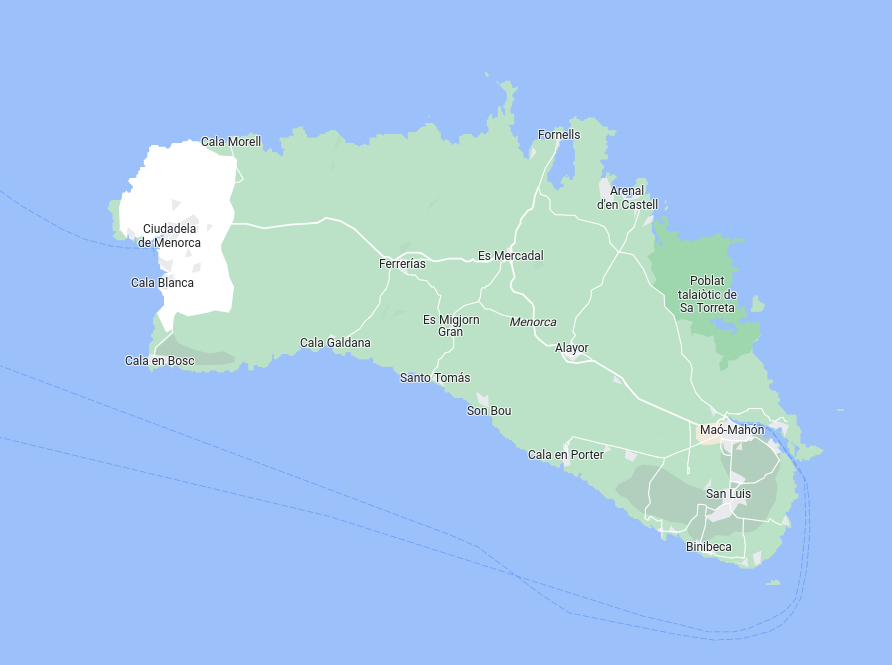 Fornells
Cala Morell
Arenal
d'en Castell
Ciudadela
de Menorca
Es Mercadal
Ferrerías
Cala Blanca
Poblat
talaiòtic de
Sa Torreta
Es Migjorn
Gran
Menorca
Cala Galdana
Alayor
Cala en Bosc
Santo Tomás
Son Bou
Maó-Mahón
Cala en Porter
San Luis
Binibeca